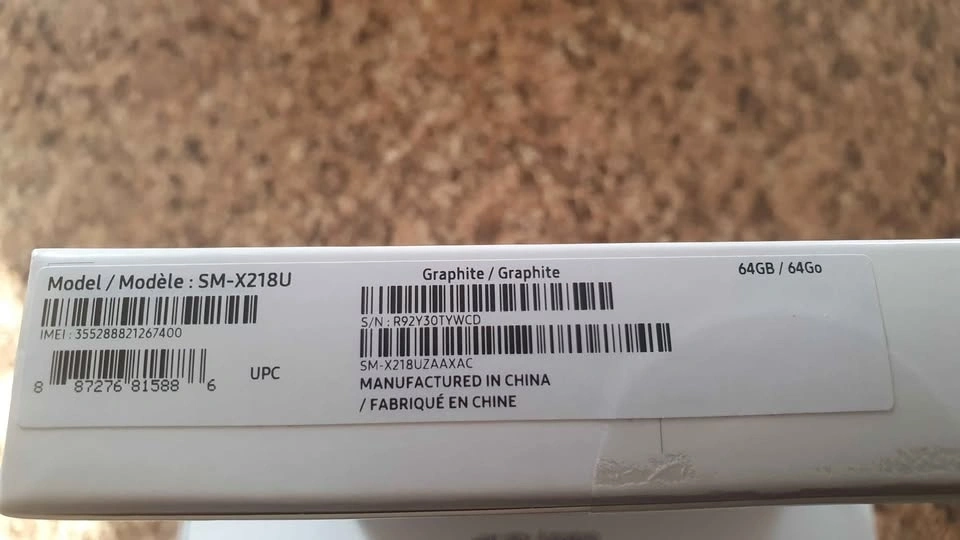 Model / Modèle : SM-X218U
IMEI : 355288821267400
8 87276 81588 6
UPC
Graphite / Graphite
S/N : R92Y30TYWCD
SM-X218UZAAXAC
MANUFACTURED IN CHINA
/ FABRIQUÉ EN CHINE
64GB / 64Go